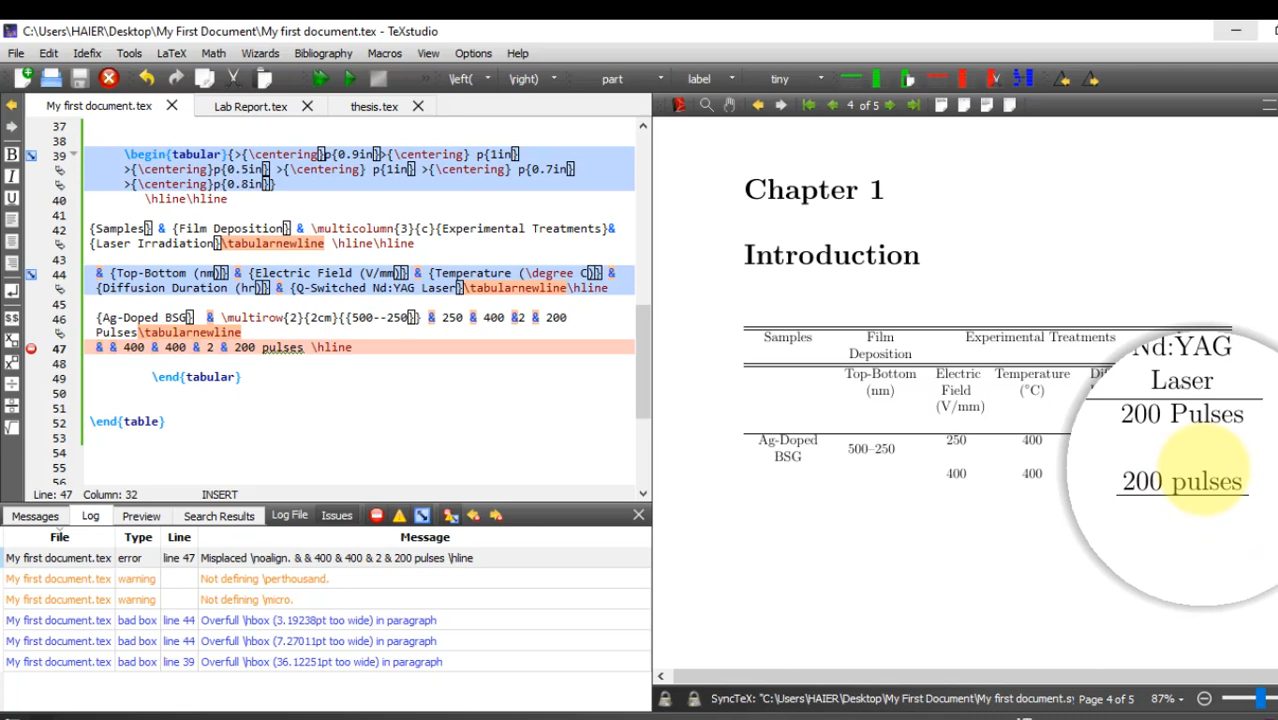 C:\Users\HAIER\Desktop\My First Document\My first document.tex - TeXstudio
File Edit Idefix Tools LaTeX Math Wizards Bibliography Macros View Options Help
\left( \right) part label tiny
My first document.tex Lab Report.tex thesis.tex
4 of 5
37
38
39 \begin{tabular}{>{\centering}p{0.9in}>{\centering} p{1in}
>{\centering}p{0.5in} >{\centering} p{1in} >{\centering}p{0.7in}
>{\centering}p{0.8in}}
40 \hline\hline
41
42 {Samples} & {Film Deposition} & \multicolumn{3}{c}{Experimental Treatments}&
{Laser Irradiation}\tabularnewline \hline\hline
43
44 & {Top-Bottom (nm)} & {Electric Field (V/mm)} & {Temperature (\degree C)} &
{Diffusion Duration (hr)} & {Q-Switched Nd:YAG Laser}\tabularnewline\hline
45
46 {Ag-Doped BSG} & \multirow{2}{2cm}{{500--250}} & 250 & 400 &2 & 200
Pulses\tabularnewline
47 & & 400 & 400 & 2 & 200 pulses \hline
48
49 \end{tabular}
50
51
52 \end{table}
53
54
55
56
Line: 47 Column: 32 INSERT
Messages Log Preview Search Results Log File Issues
File Type Line Message
My first document.tex error line 47 Misplaced \noalign. & & 400 & 400 & 2 & 200 pulses \hline
My first document.tex warning Not defining \perthousand.
My first document.tex warning Not defining \micro.
My first document.tex bad box line 44 Overfull \hbox (3.19238pt too wide) in paragraph
My first document.tex bad box line 44 Overfull \hbox (7.27011pt too wide) in paragraph
My first document.tex bad box line 39 Overfull \hbox (36.12251pt too wide) in paragraph
Chapter 1
Introduction
Samples Film Experimental Treatments
Deposition
Nd:YAG
Top-Bottom Electric Temperature
Laser
(nm) Field (°C)
(V/mm)
200 Pulses
Ag-Doped 500–250 250 400
BSG
400 400 200 pulses
SyncTeX: "C:\Users\HAIER\Desktop\My First Document\My first document.sy Page 4 of 5 87%